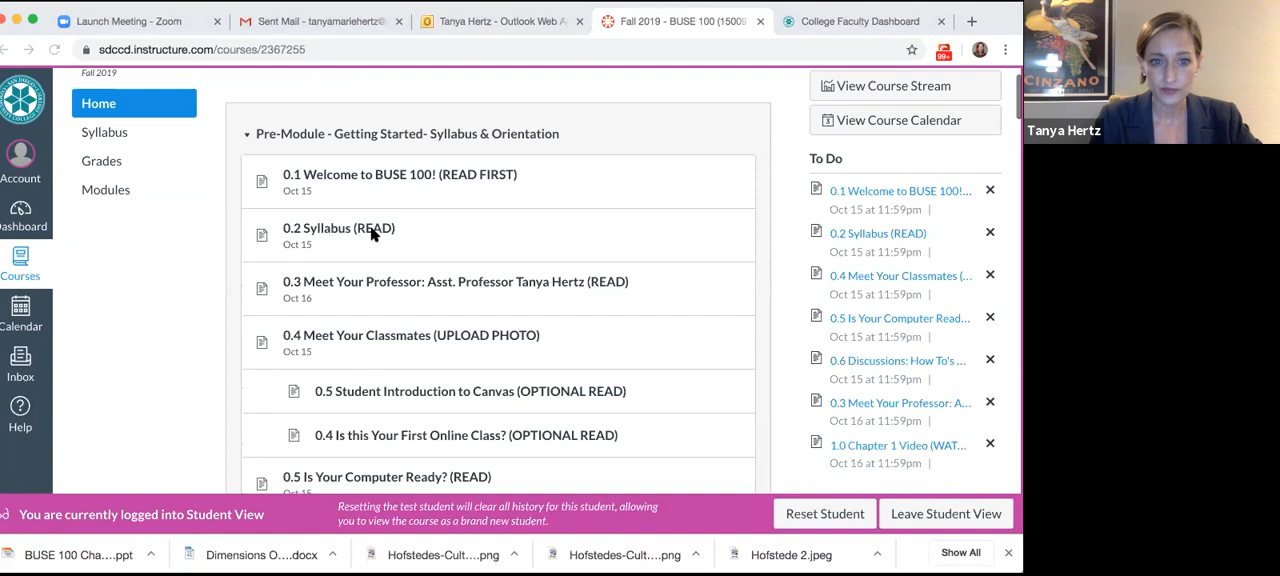 Launch Meeting - Zoom
Sent Mail - tanyamariehertz@
Tanya Hertz - Outlook Web A
Fall 2019 - BUSE 100 (15009
College Faculty Dashboard
sdccd.instructure.com/courses/2367255
99+
CINZANO
Tanya Hertz
Fall 2019
Home
Syllabus
Grades
Modules
Account
Dashboard
Courses
Calendar
Inbox
Help
Pre-Module - Getting Started- Syllabus & Orientation
0.1 Welcome to BUSE 100! (READ FIRST)
Oct 15
0.2 Syllabus (READ)
Oct 15
0.3 Meet Your Professor: Asst. Professor Tanya Hertz (READ)
Oct 16
0.4 Meet Your Classmates (UPLOAD PHOTO)
Oct 15
0.5 Student Introduction to Canvas (OPTIONAL READ)
0.4 Is this Your First Online Class? (OPTIONAL READ)
0.5 Is Your Computer Ready? (READ)
Oct 15
View Course Stream
View Course Calendar
To Do
0.1 Welcome to BUSE 100!...
Oct 15 at 11:59pm |
0.2 Syllabus (READ)
Oct 15 at 11:59pm |
0.4 Meet Your Classmates (...
Oct 15 at 11:59pm |
0.5 Is Your Computer Read...
Oct 15 at 11:59pm |
0.6 Discussions: How To's ...
Oct 15 at 11:59pm |
0.3 Meet Your Professor: A...
Oct 16 at 11:59pm |
1.0 Chapter 1 Video (WAT...
Oct 16 at 11:59pm |
You are currently logged into Student View
Resetting the test student will clear all history for this student, allowing
you to view the course as a brand new student.
Reset Student
Leave Student View
BUSE 100 Cha....ppt
Dimensions O....docx
Hofstedes-Cult....png
Hofstedes-Cult....png
Hofstede 2.jpeg
Show All